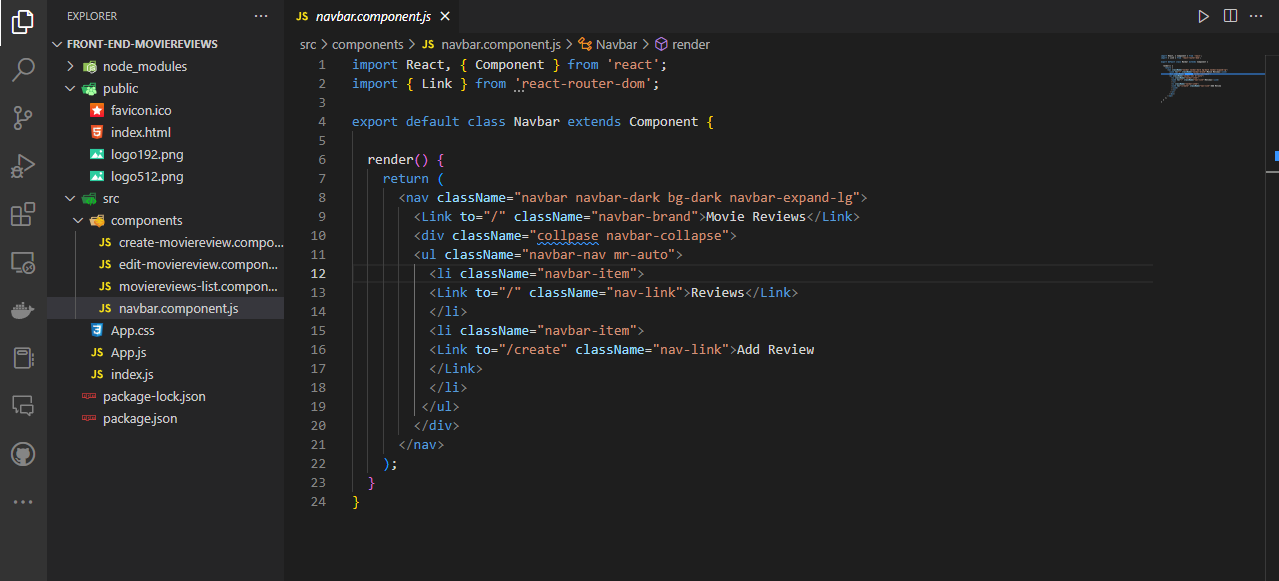 EXPLORER
FRONT-END-MOVIEREVIEWS
node_modules
public
favicon.ico
index.html
logo192.png
logo512.png
src
components
JS create-moviereview.compo...
JS edit-moviereview.compon...
JS moviereviews-list.compon...
JS navbar.component.js
App.css
JS App.js
JS index.js
package-lock.json
package.json
JS navbar.component.js
src > components > JS navbar.component.js > Navbar > render
1 import React, { Component } from 'react';
2 import { Link } from 'react-router-dom';
3
4 export default class Navbar extends Component {
5
6 render() {
7 return (
8 <nav className="navbar navbar-dark bg-dark navbar-expand-lg">
9 <Link to="/" className="navbar-brand">Movie Reviews</Link>
10 <div className="collpase navbar-collapse">
11 <ul className="navbar-nav mr-auto">
12 <li className="navbar-item">
13 <Link to="/" className="nav-link">Reviews</Link>
14 </li>
15 <li className="navbar-item">
16 <Link to="/create" className="nav-link">Add Review
17 </Link>
18 </li>
19 </ul>
20 </div>
21 </nav>
22 );
23 }
24 }